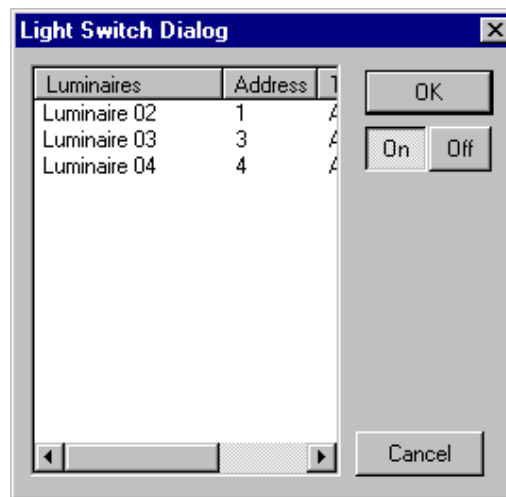 Light Switch Dialog
Luminaires Address T
Luminaire 02 1 A
Luminaire 03 3 A
Luminaire 04 4 A
OK
On Off
Cancel